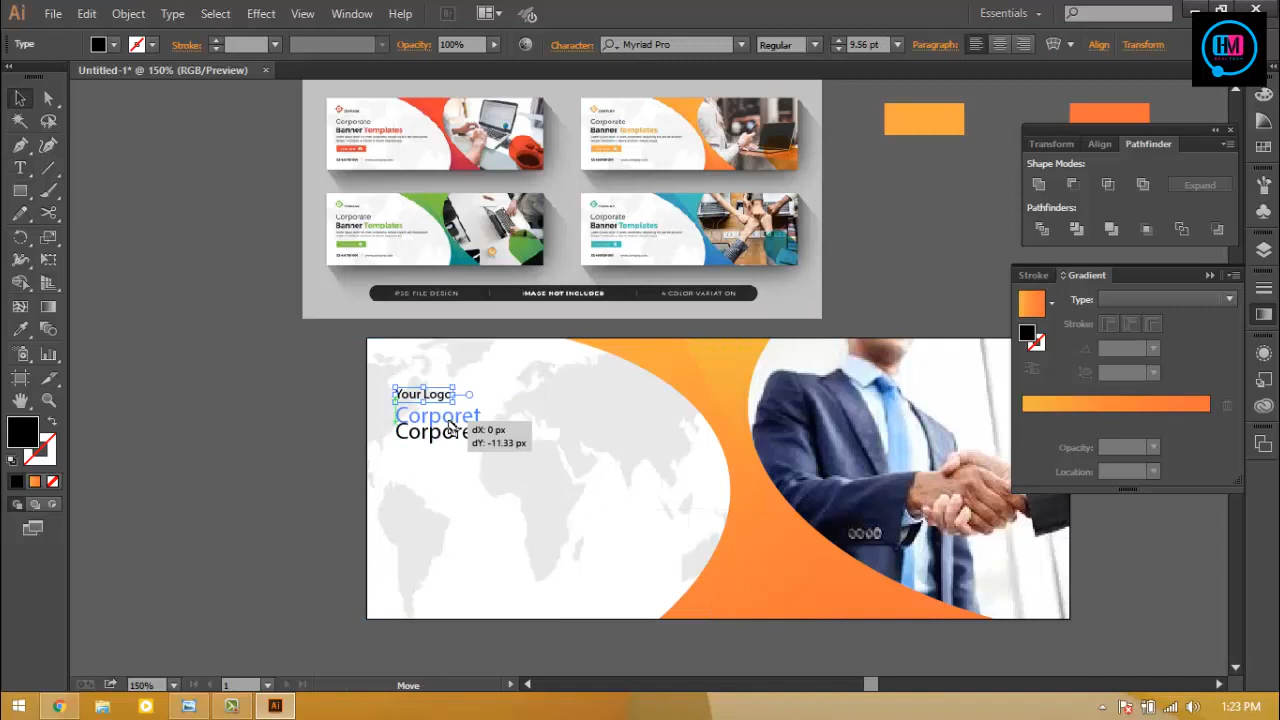 Ai File Edit Object Type Select Effect View Window Help Br Essentials
Type Stroke: Opacity: 100% Character: Myriad Pro Regular 9.56 pt Paragraph: Align Transform
HM
Untitled-1* @ 150% (RGB/Preview)
Corporate
Banner Templates
Corporate
Banner Templates
Corporate
Banner Templates
Corporate
Banner Templates
PSD FILE DESIGN IMAGE NOT INCLUDED 4 COLOR VARIATION
Transform Align Pathfinder
Shape Modes:
Expand
Pathfinders:
Stroke Gradient
Type:
Stroke:
Opacity:
Location:
Your Logo
Corporet
Corpore
dX: 0 px
dY: -11.33 px
150% 1 Move
Ai 1:23 PM